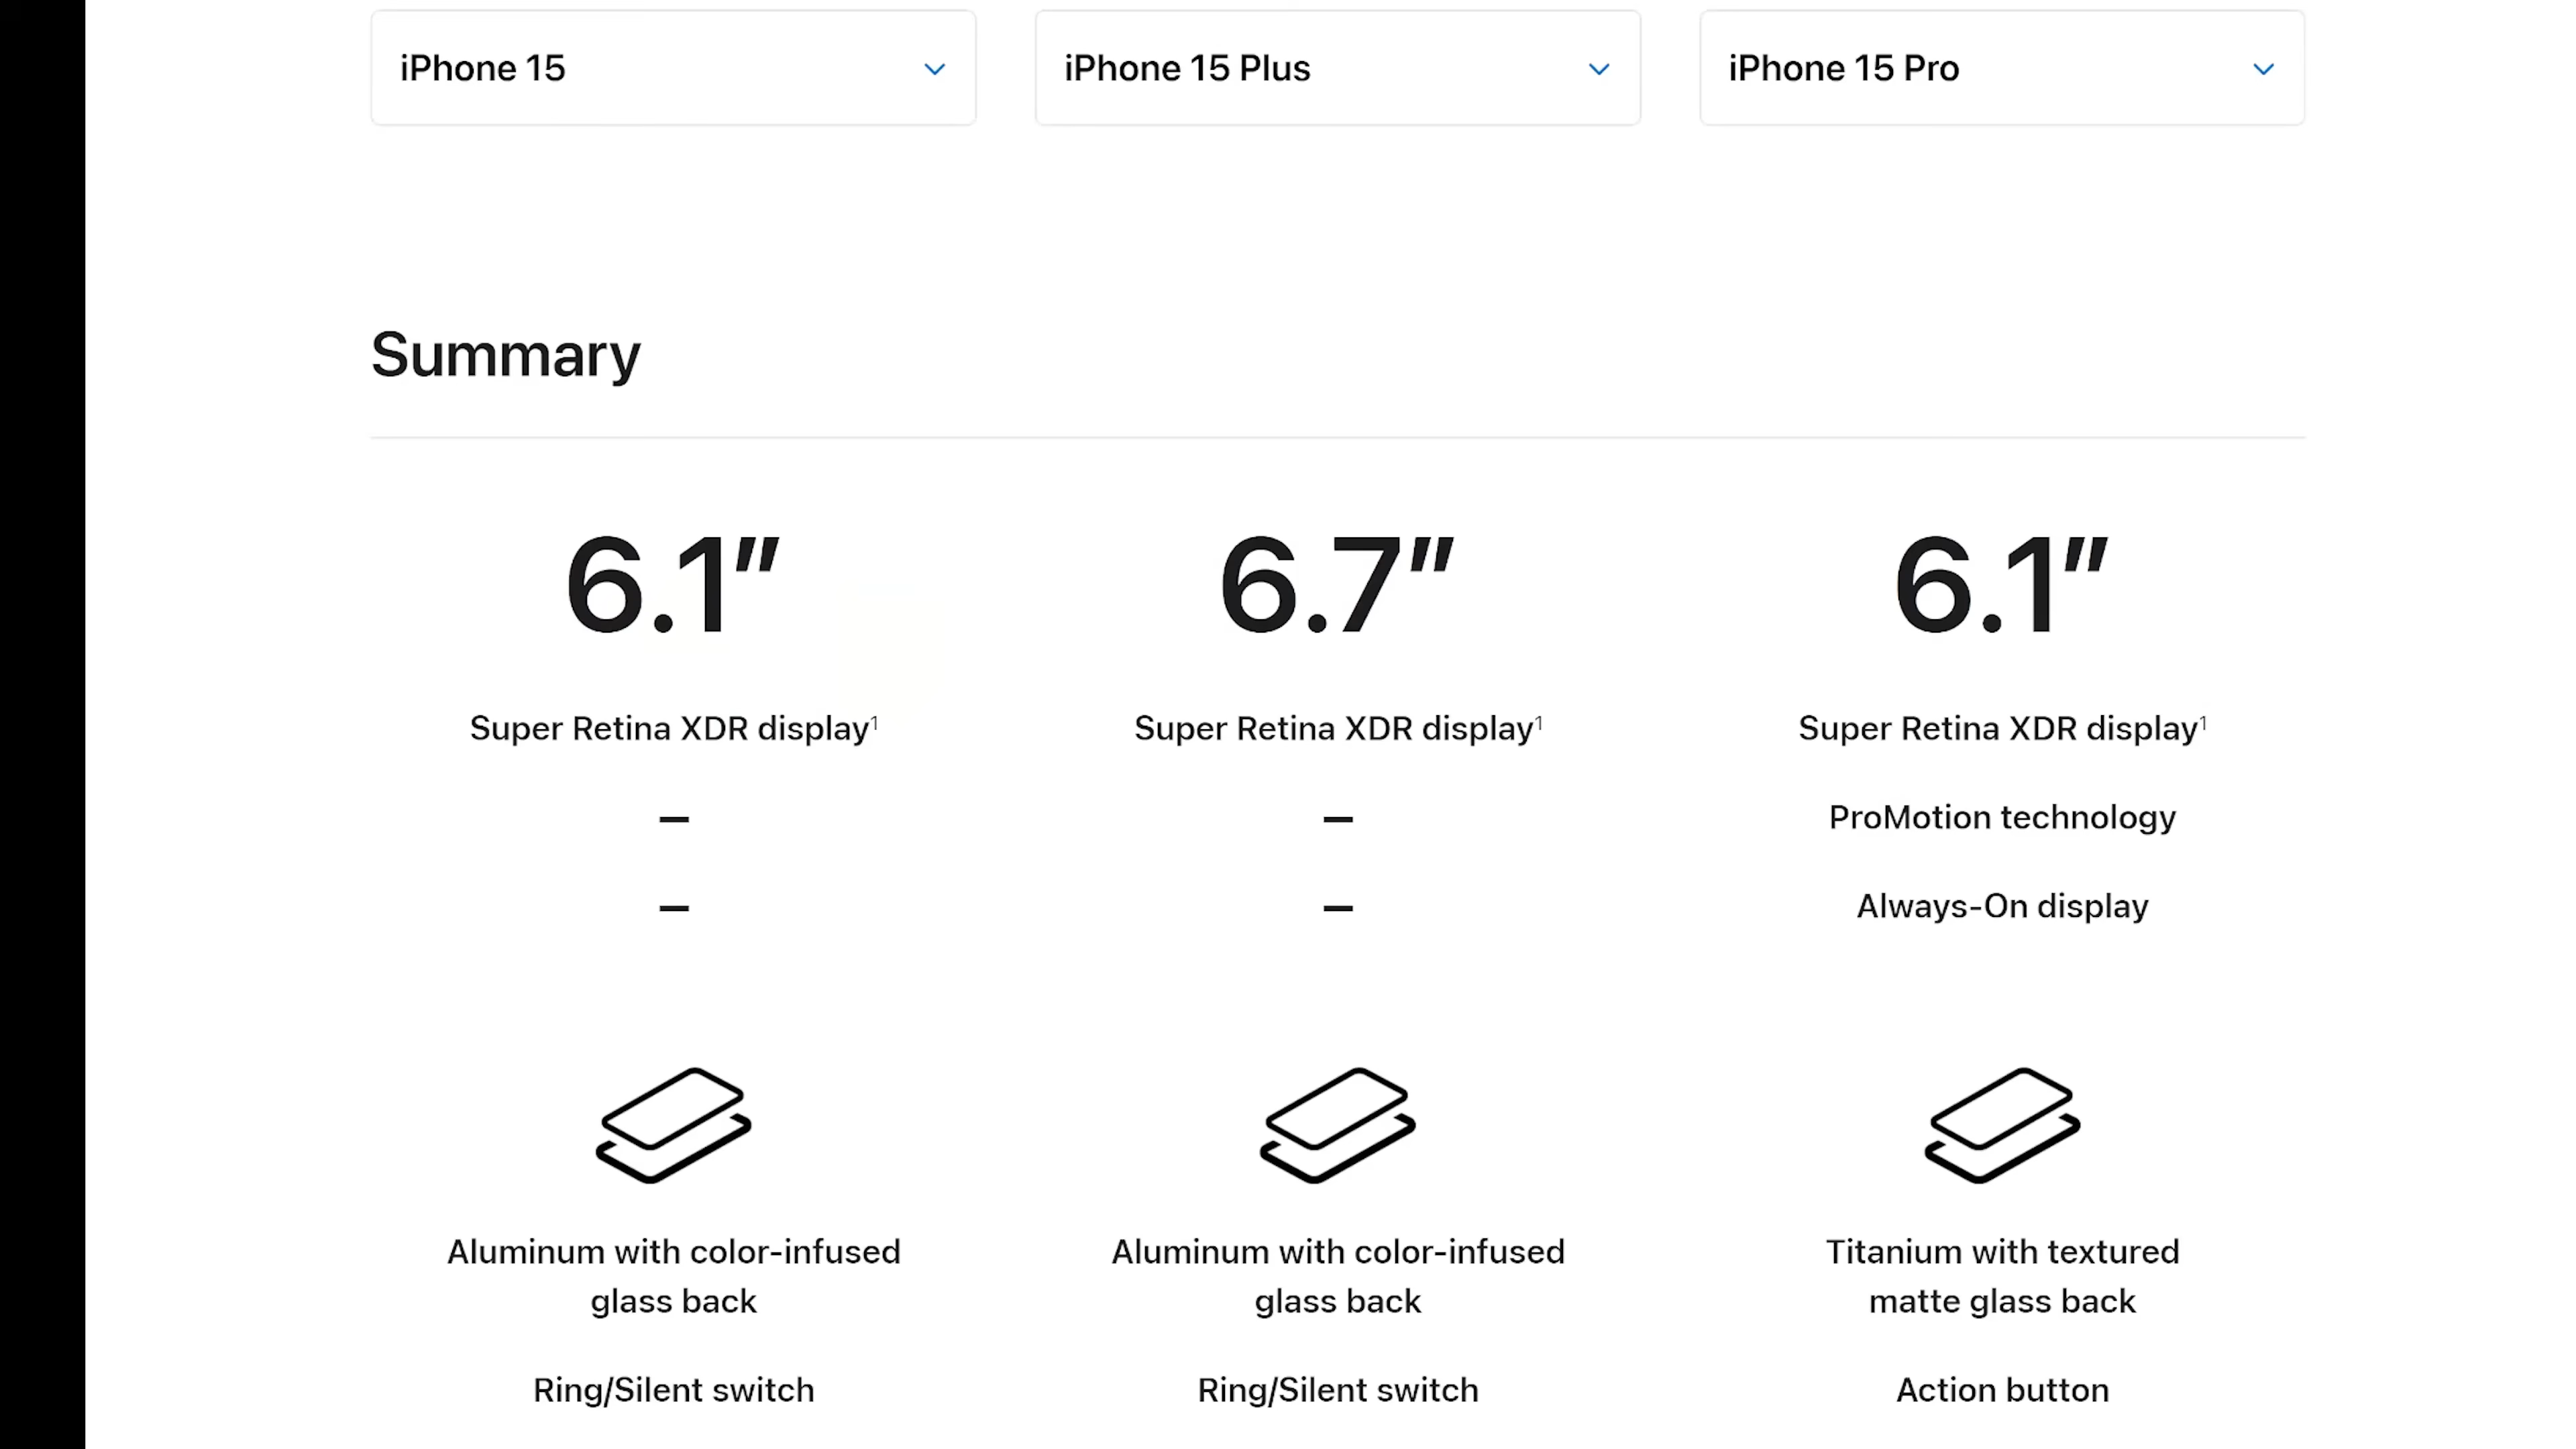 iPhone 15
iPhone 15 Plus
iPhone 15 Pro
Summary
6.1″
6.7″
6.1″
Super Retina XDR display¹
Super Retina XDR display¹
Super Retina XDR display¹
–
–
ProMotion technology
–
–
Always-On display
Aluminum with color-infused
glass back
Aluminum with color-infused
glass back
Titanium with textured
matte glass back
Ring/Silent switch
Ring/Silent switch
Action button